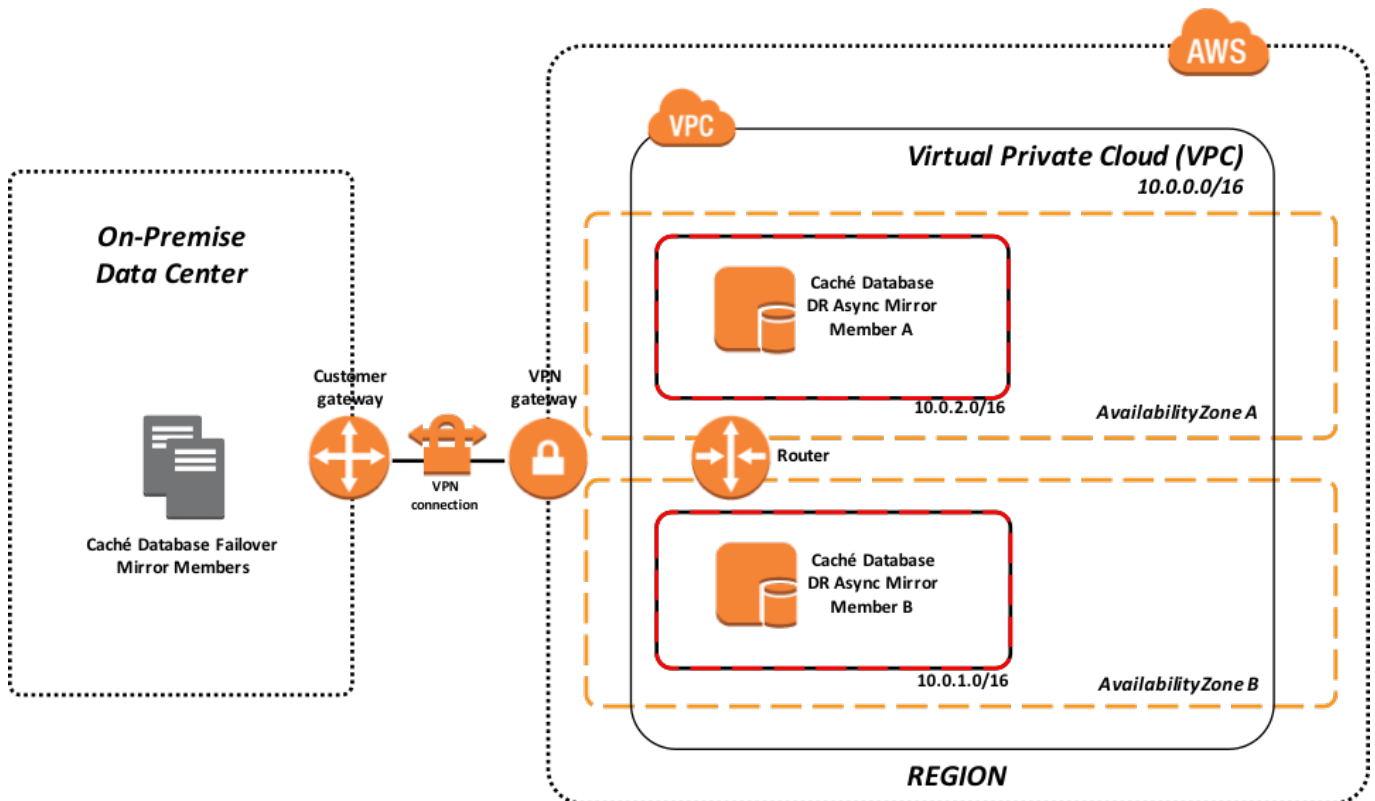 AWS
VPC
Virtual Private Cloud (VPC)
10.0.0.0/16
On-Premise
Data Center
Caché Database
DR Async Mirror
Member A
10.0.2.0/16
AvailabilityZone A
Customer
gateway
VPN
gateway
VPN
connection
Router
Caché Database Failover
Mirror Members
Caché Database
DR Async Mirror
Member B
10.0.1.0/16
AvailabilityZone B
REGION